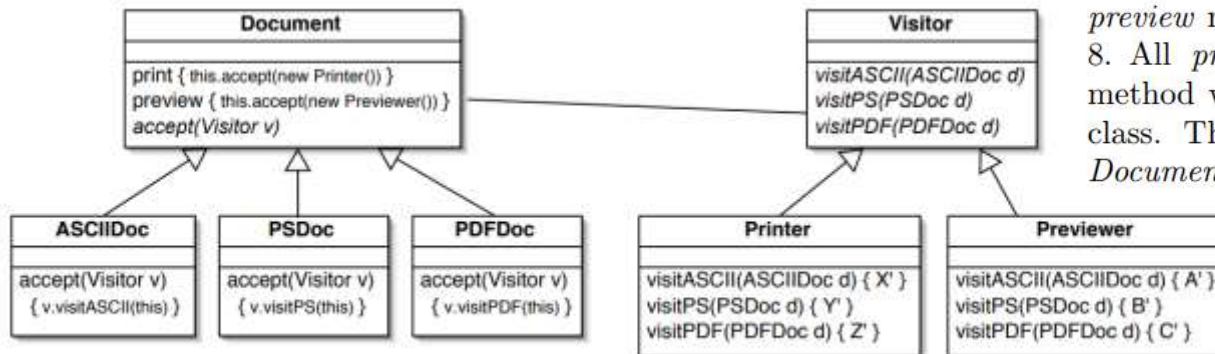 Document
print { this.accept(new Printer()) }
preview { this.accept(new Previewer()) }
accept(Visitor v)
Visitor
visitASCII(ASCIIDoc d)
visitPS(PSDoc d)
visitPDF(PDFDoc d)
preview
8. All
method
class.
Documen
ASCIIDoc
accept(Visitor v)
{ v.visitASCII(this) }
PSDoc
accept(Visitor v)
{ v.visitPS(this) }
PDFDoc
accept(Visitor v)
{ v.visitPDF(this) }
Printer
visitASCII(ASCIIDoc d) { X' }
visitPS(PSDoc d) { Y' }
visitPDF(PDFDoc d) { Z' }
Previewer
visitASCII(ASCIIDoc d) { A' }
visitPS(PSDoc d) { B' }
visitPDF(PDFDoc d) { C' }